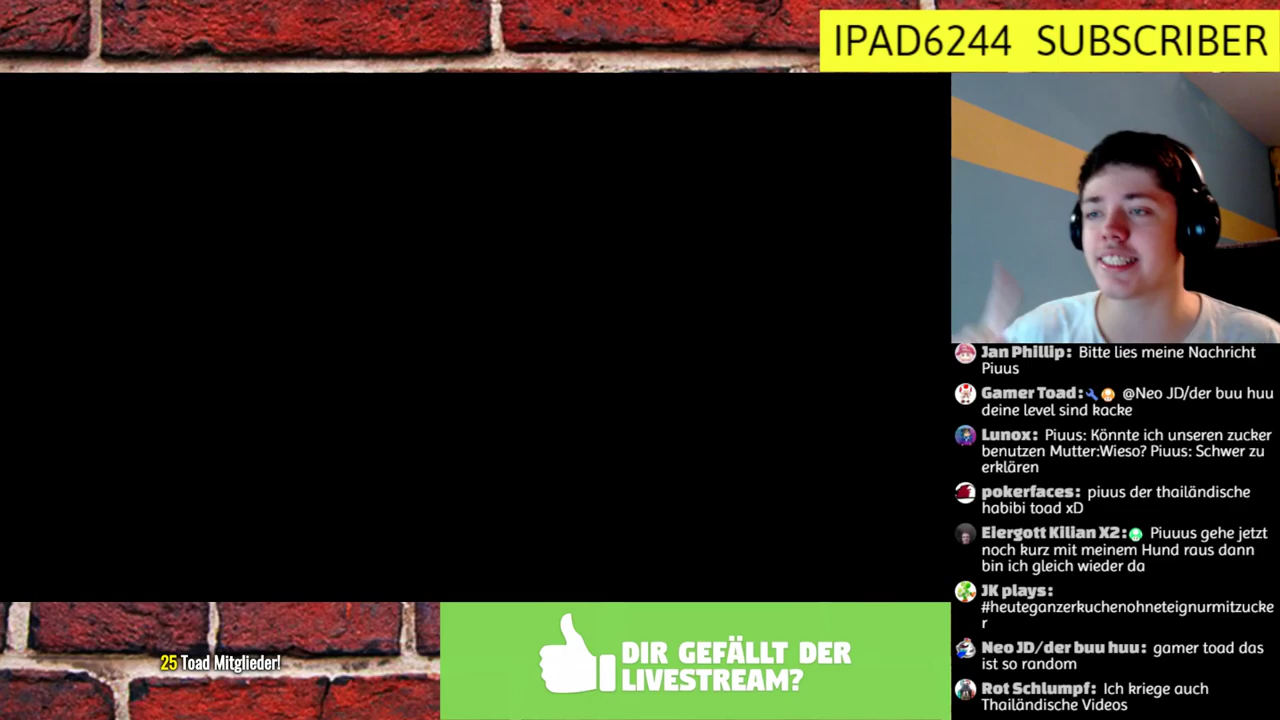 IPAD6244 SUBSCRIBER
Jan Phillip: Bitte lies meine Nachricht
Piuus
Gamer Toad: @Neo JD/der buu huu
deine level sind kacke
Lunox: Piuus: Könnte ich unseren zucker
benutzen Mutter:Wieso? Piuus: Schwer zu
erklären
pokerfaces: piuus der thailändische
habibi toad xD
Eiergott Kilian X2: Piuuus gehe jetzt
noch kurz mit meinem Hund raus dann
bin ich gleich wieder da
JK plays:
#heuteganzerkuchenohneteignurmitzucke
r
Neo JD/der buu huu: gamer toad das
ist so random
Rot Schlumpf: Ich kriege auch
Thailändische Videos
25 Toad Mitglieder!
DIR GEFÄLLT DER
LIVESTREAM?